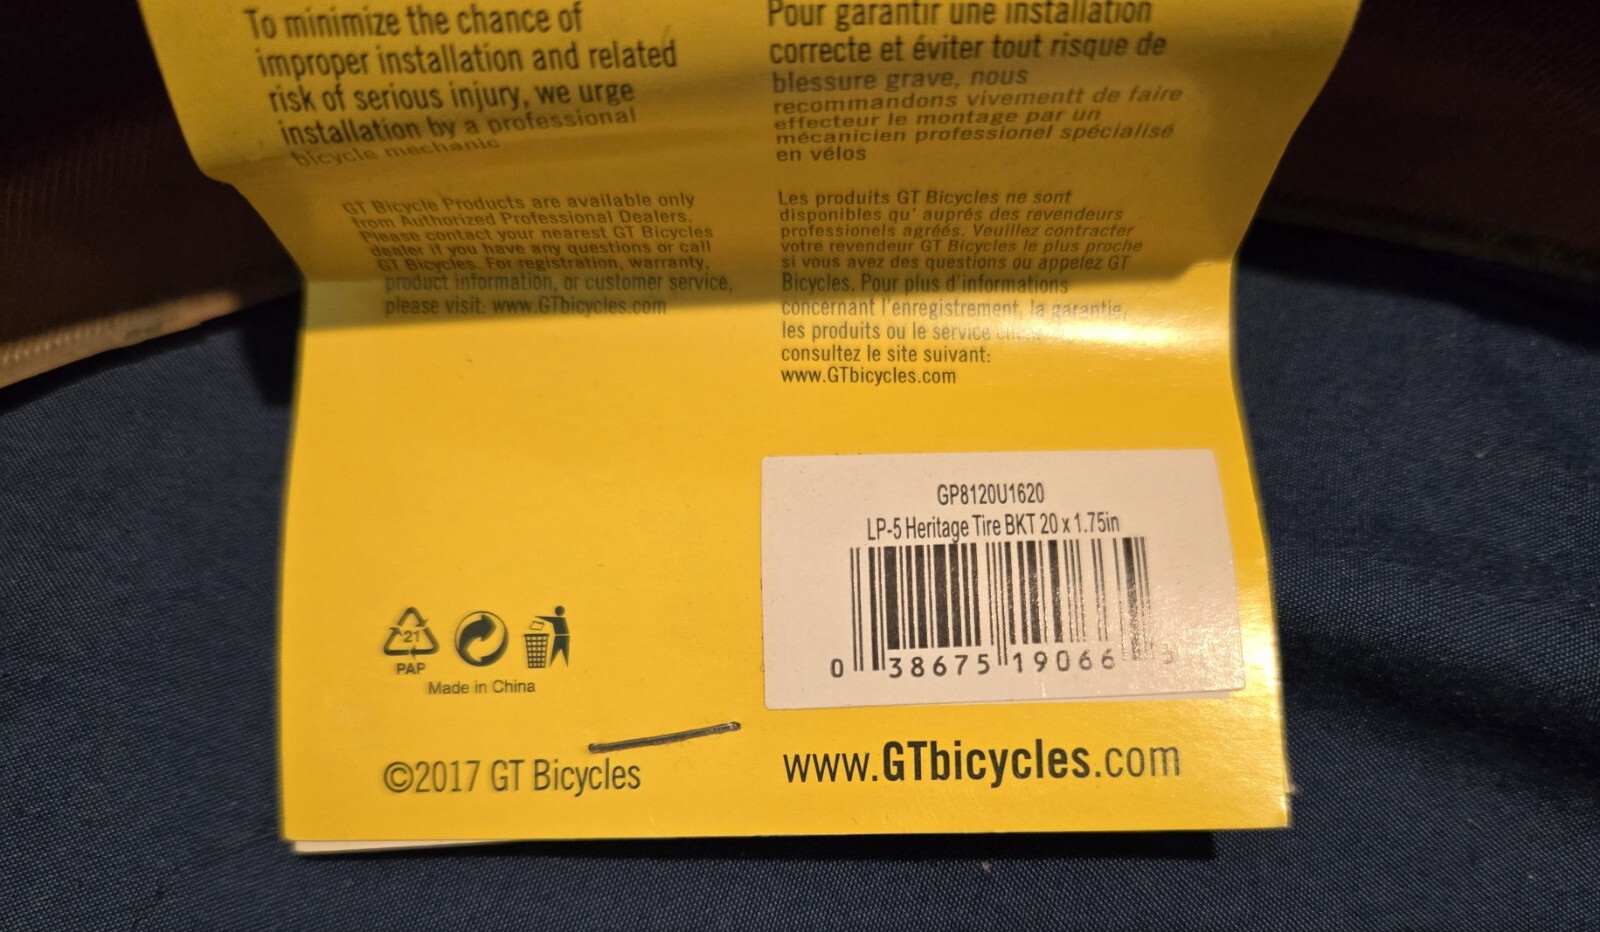 To minimize the chance of
improper installation and related
risk of serious injury, we urge
installation by a professional
bicycle mechanic
GT Bicycle Products are available only
from Authorized Professional Dealers.
Please contact your nearest GT Bicycles
dealer if you have any questions or call
GT Bicycles. For registration, warranty,
product information, or customer service,
please visit: www.GTbicycles.com
Pour garantir une installation
correcte et éviter tout risque de
blessure grave, nous
recommandons vivementt de faire
effecteur le montage par un
mécanicien professionel spécialisé
en vélos
Les produits GT Bicycles ne sont
disponibles qu' auprés des revendeurs
professionels agréés. Veuillez contracter
votre revendeur GT Bicycles le plus proche
si vous avez des questions ou appelez GT
Bicycles. Pour plus d'informations
concernant l'enregistrement, la garantie,
les produits ou le service
consultez le site suivant:
www.GTbicycles.com
GP8120U1620
LP-5 Heritage Tire BKT 20 x 1.75in
0 38675 19066
21
PAP
Made in China
©2017 GT Bicycles
www.GTbicycles.com